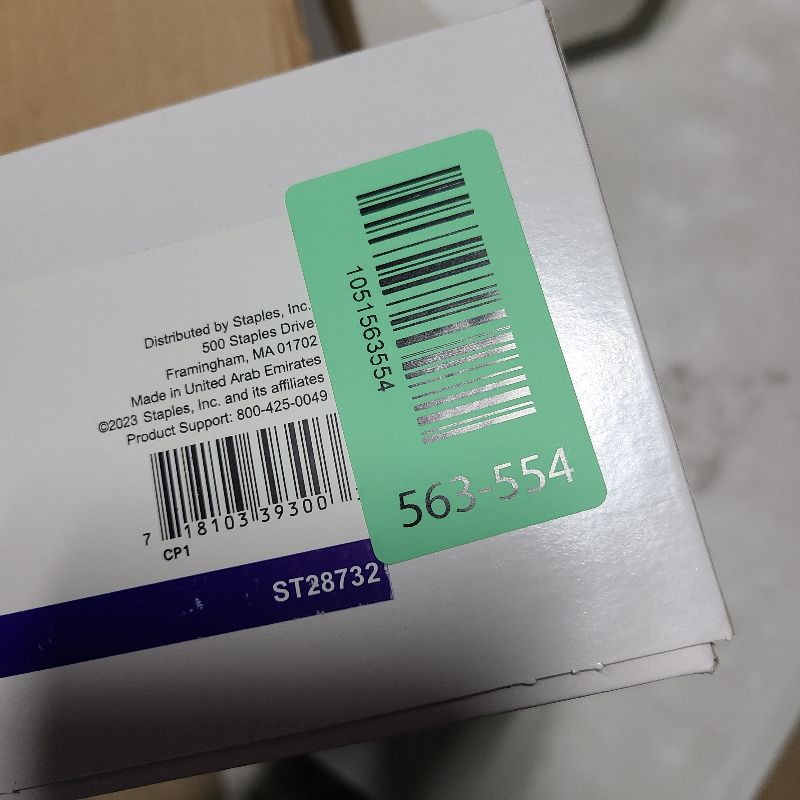 Distributed by Staples, Inc.
500 Staples Drive
Framingham, MA 01702
Made in United Arab Emirates
©2023 Staples, Inc. and its affiliates
Product Support: 800-425-0049
7 18103 39300
CP1
ST28732
1051563554
563-554